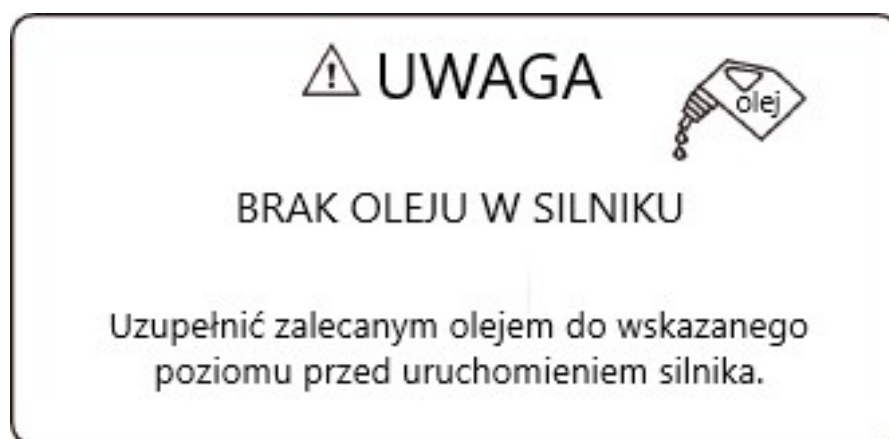 UWAGA
olej
BRAK OLEJU W SILNIKU
Uzupełnić zalecanym olejem do wskazanego
poziomu przed uruchomieniem silnika.